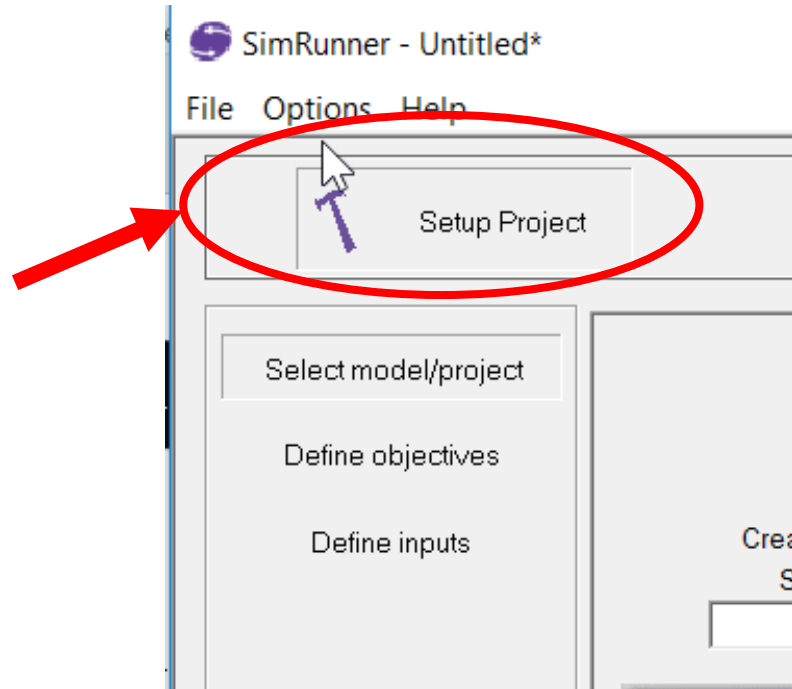 SimRunner - Untitled*
File Options Help
Setup Project
Select model/project
Define objectives
Define inputs